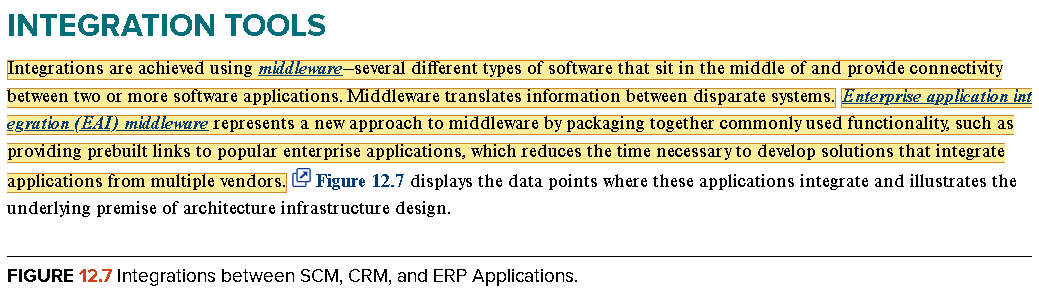 INTEGRATION TOOLS
Integrations are achieved using middleware—several different types of software that sit in the middle of and provide connectivity
between two or more software applications. Middleware translates information between disparate systems. Enterprise application int
egration (EAI) middleware represents a new approach to middleware by packaging together commonly used functionality, such as
providing prebuilt links to popular enterprise applications, which reduces the time necessary to develop solutions that integrate
applications from multiple vendors. Figure 12.7 displays the data points where these applications integrate and illustrates the
underlying premise of architecture infrastructure design.
FIGURE 12.7 Integrations between SCM, CRM, and ERP Applications.